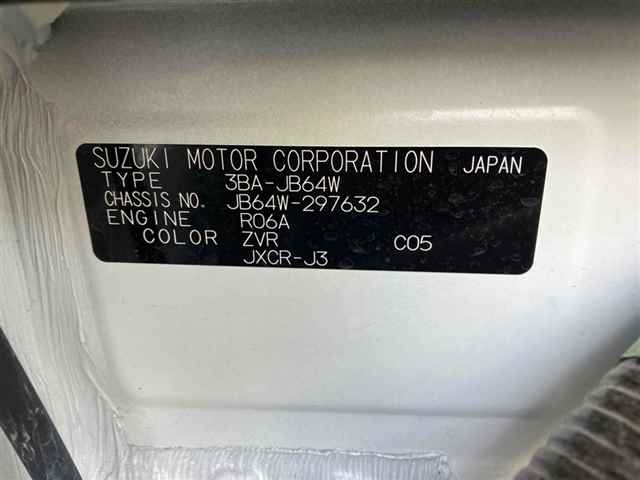 SUZUKI MOTOR CORPORATION JAPAN
TYPE 3BA-JB64W
CHASSIS NO. JB64W-297632
ENGINE R06A
COLOR ZVR C05
JXCR-J3